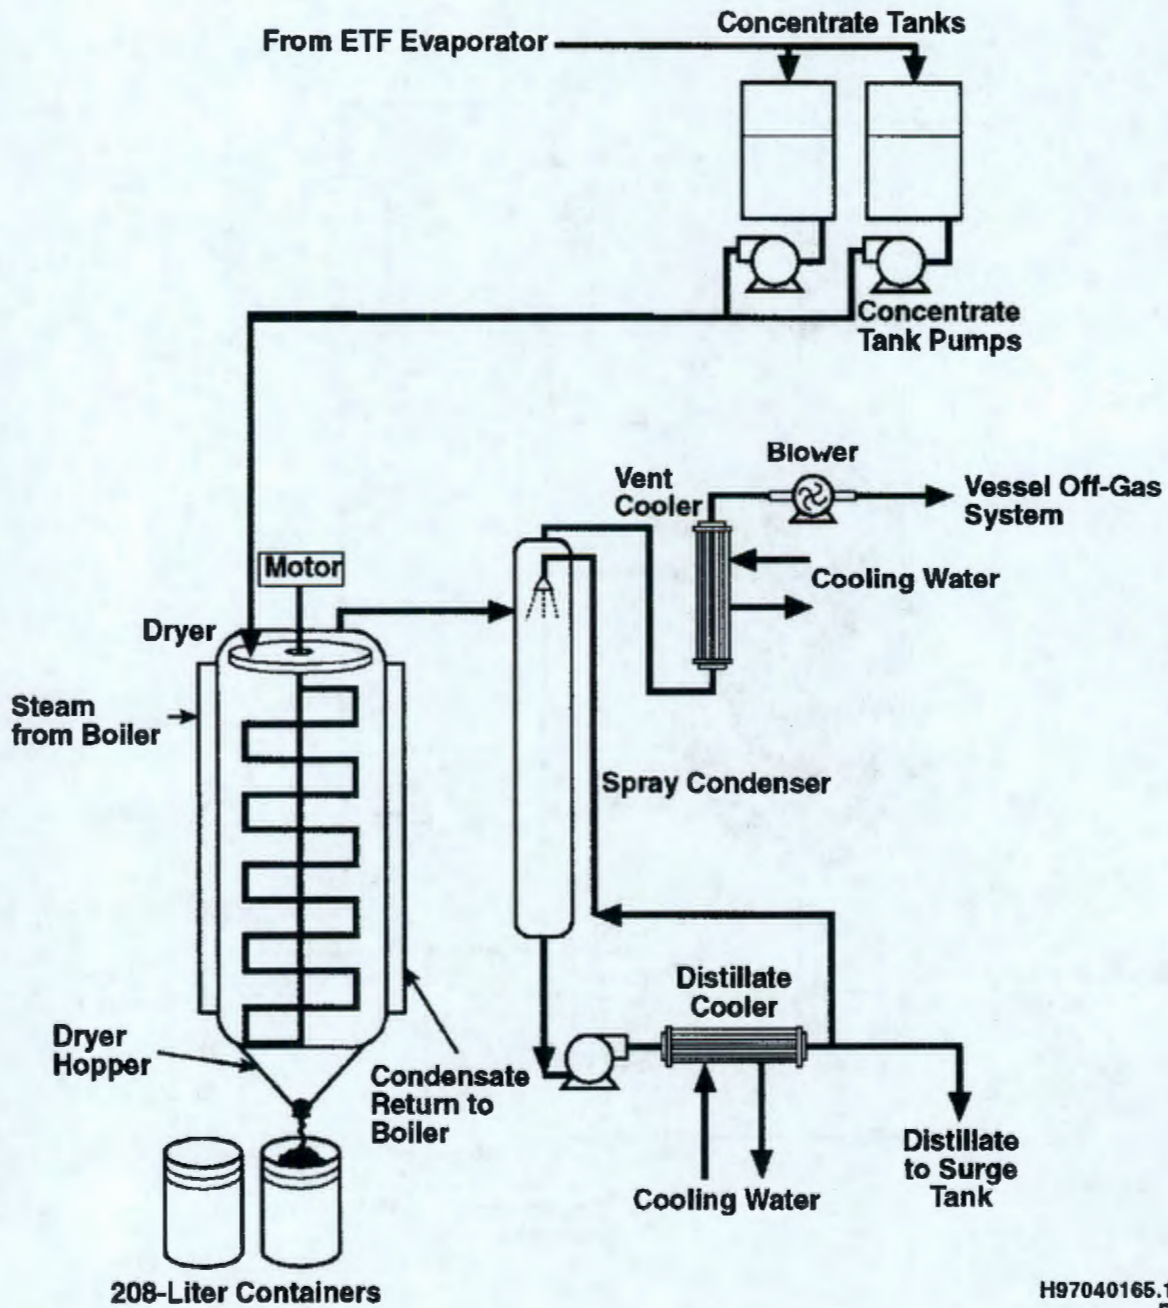 Concentrate Tanks
From ETF Evaporator
Concentrate
Tank Pumps
Blower
Vent
Cooler
Vessel Off-Gas
System
Motor
Cooling Water
Dryer
Steam
from Boiler
Spray Condenser
Distillate
Cooler
Dryer
Hopper
Condensate
Return to
Boiler
Distillate
to Surge
Tank
Cooling Water
208-Liter Containers
H97040165.1